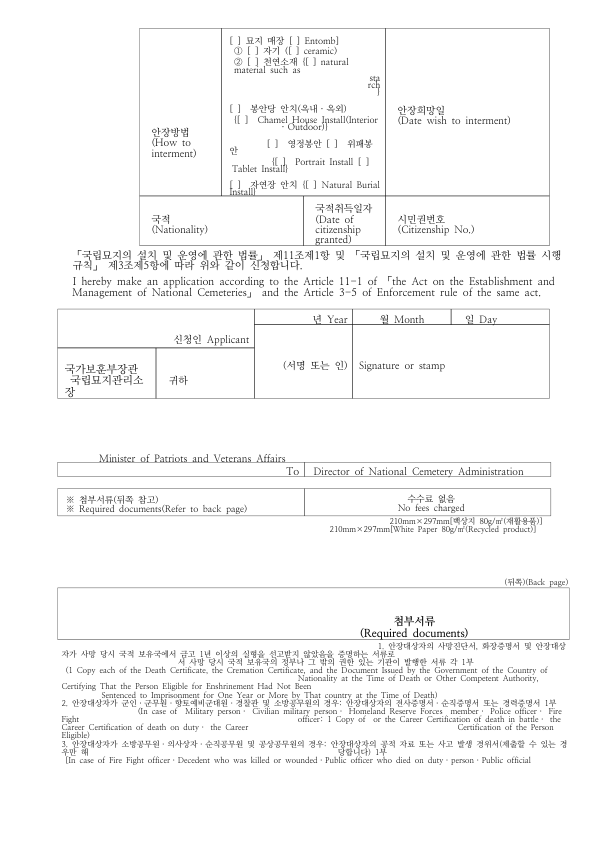 [ ] 묘지 매장 [ ] Entomb]
① [ ] 자기 ([ ] ceramic)
② [ ] 천연소재 ([ ] natural
material such as
sta
rch
)
[ ] 봉안당 안치(옥내ㆍ옥외)
([ ] Charnel House Install(Interior
ㆍOutdoor))
[ ] 영정봉안 [ ] 위패봉
안
([ ] Portrait Install [ ]
Tablet Install)
[ ] 자연장 안치 ([ ] Natural Burial
Install)
안장방법
(How to
interment)
안장희망일
(Date wish to interment)
국적
(Nationality)
국적취득일자
(Date of
citizenship
granted)
시민권번호
(Citizenship No.)
「국립묘지의 설치 및 운영에 관한 법률」 제11조제1항 및 「국립묘지의 설치 및 운영에 관한 법률 시행
규칙」 제3조제5항에 따라 위와 같이 신청합니다.
I hereby make an application according to the Article 11-1 of 「the Act on the Establishment and
Management of National Cemeteries」 and the Article 3-5 of Enforcement rule of the same act.
년 Year 월 Month 일 Day
신청인 Applicant
(서명 또는 인) Signature or stamp
국가보훈부장관
국립묘지관리소
장
귀하
Minister of Patriots and Veterans Affairs
To Director of National Cemetery Administration
※ 첨부서류(뒤쪽 참고)
※ Required documents(Refer to back page)
수수료 없음
No fees charged
210mm×297mm[백상지 80g/㎡(재활용품)]
210mm×297mm[White Paper 80g/㎡(Recycled product)]
(뒤쪽)(Back page)
첨부서류
(Required documents)
1. 안장대상자의 사망진단서, 화장증명서 및 안장대상
자가 사망 당시 국적 보유국에서 금고 1년 이상의 실형을 선고받지 않았음을 증명하는 서류로
서 사망 당시 국적 보유국의 정부나 그 밖의 권한 있는 기관이 발행한 서류 각 1부
(1 Copy each of the Death Certificate, the Cremation Certificate, and the Document Issued by the Government of the Country of
Nationality at the Time of Death or Other Competent Authority,
Certifying That the Person Eligible for Enshrinement Had Not Been
Sentenced to Imprisonment for One Year or More by That country at the Time of Death)
2. 안장대상자가 군인ㆍ군무원ㆍ향토예비군대원ㆍ경찰관 및 소방공무원의 경우: 안장대상자의 전사증명서ㆍ순직증명서 또는 경력증명서 1부
(In case of Military personㆍ Civilian military personㆍ Homeland Reserve Forces memberㆍ Police officerㆍ Fire
Fight officer: 1 Copy of or the Career Certification of death in battleㆍ the
Career Certification of death on dutyㆍ the Career Certification of the Person
Eligible)
3. 안장대상자가 소방공무원ㆍ의사상자ㆍ순직공무원 및 공상공무원의 경우: 안장대상자의 공적 자료 또는 사고 발생 경위서(제출할 수 있는 경
우만 해 당합니다) 1부
[In case of Fire Fight officerㆍDecedent who was killed or woundedㆍPublic officer who died on dutyㆍpersonㆍPublic official